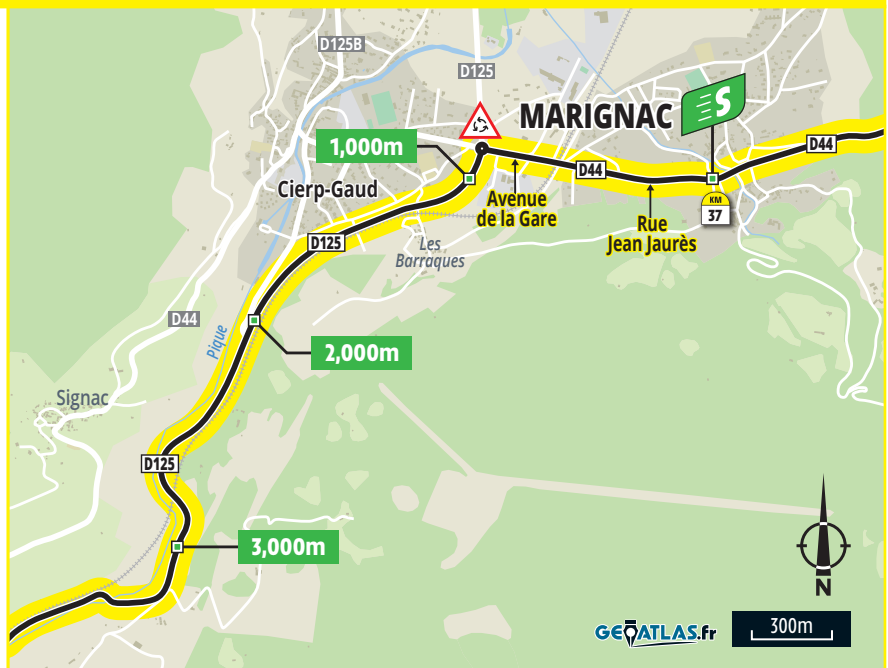 D125B
D125
MARIGNAC
S
1,000m
D44
D44
Cierp-Gaud
Avenue
de la Gare
KM
37
Rue
Jean Jaurès
D125
Les
Barraques
D44
Pique
2,000m
Signac
D125
3,000m
N
GEOATLAS.fr
300m